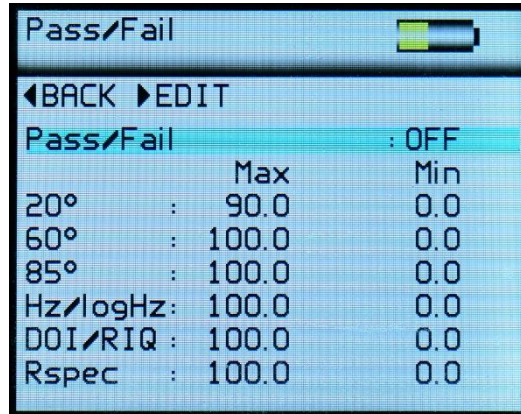 Pass/Fail
◀BACK ▶EDIT
Pass/Fail : OFF
Max Min
20° : 90.0 0.0
60° : 100.0 0.0
85° : 100.0 0.0
Hz/logHz: 100.0 0.0
DOI/RIQ : 100.0 0.0
Rspec : 100.0 0.0